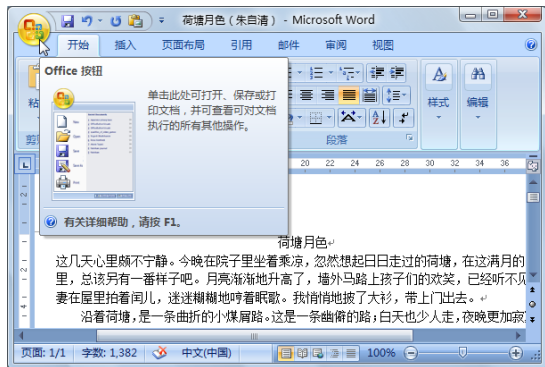 荷塘月色（朱自清） - Microsoft Word
开始 插入 页面布局 引用 邮件 审阅 视图
Office 按钮
单击此处可打开、保存或打
印文档，并可查看可对文档
执行的所有其他操作。
有关详细帮助，请按 F1。
粘
剪
样式
编辑
段落
20 22 24 26 28 30 32 34 36
荷塘月色
这几天心里颇不宁静。今晚在院子里坐着乘凉，忽然想起日日走过的荷塘，在这满月的
里，总该另有一番样子吧。月亮渐渐地升高了，墙外马路上孩子们的欢笑，已经听不见
妻在屋里拍着闰儿，迷迷糊糊地哼着眠歌。我悄悄地披了大衫，带上门出去。
沿着荷塘，是一条曲折的小煤屑路。这是一条幽僻的路；白天也少人走，夜晚更加寂
页面: 1/1 字数: 1,382 中文(中国) 100%